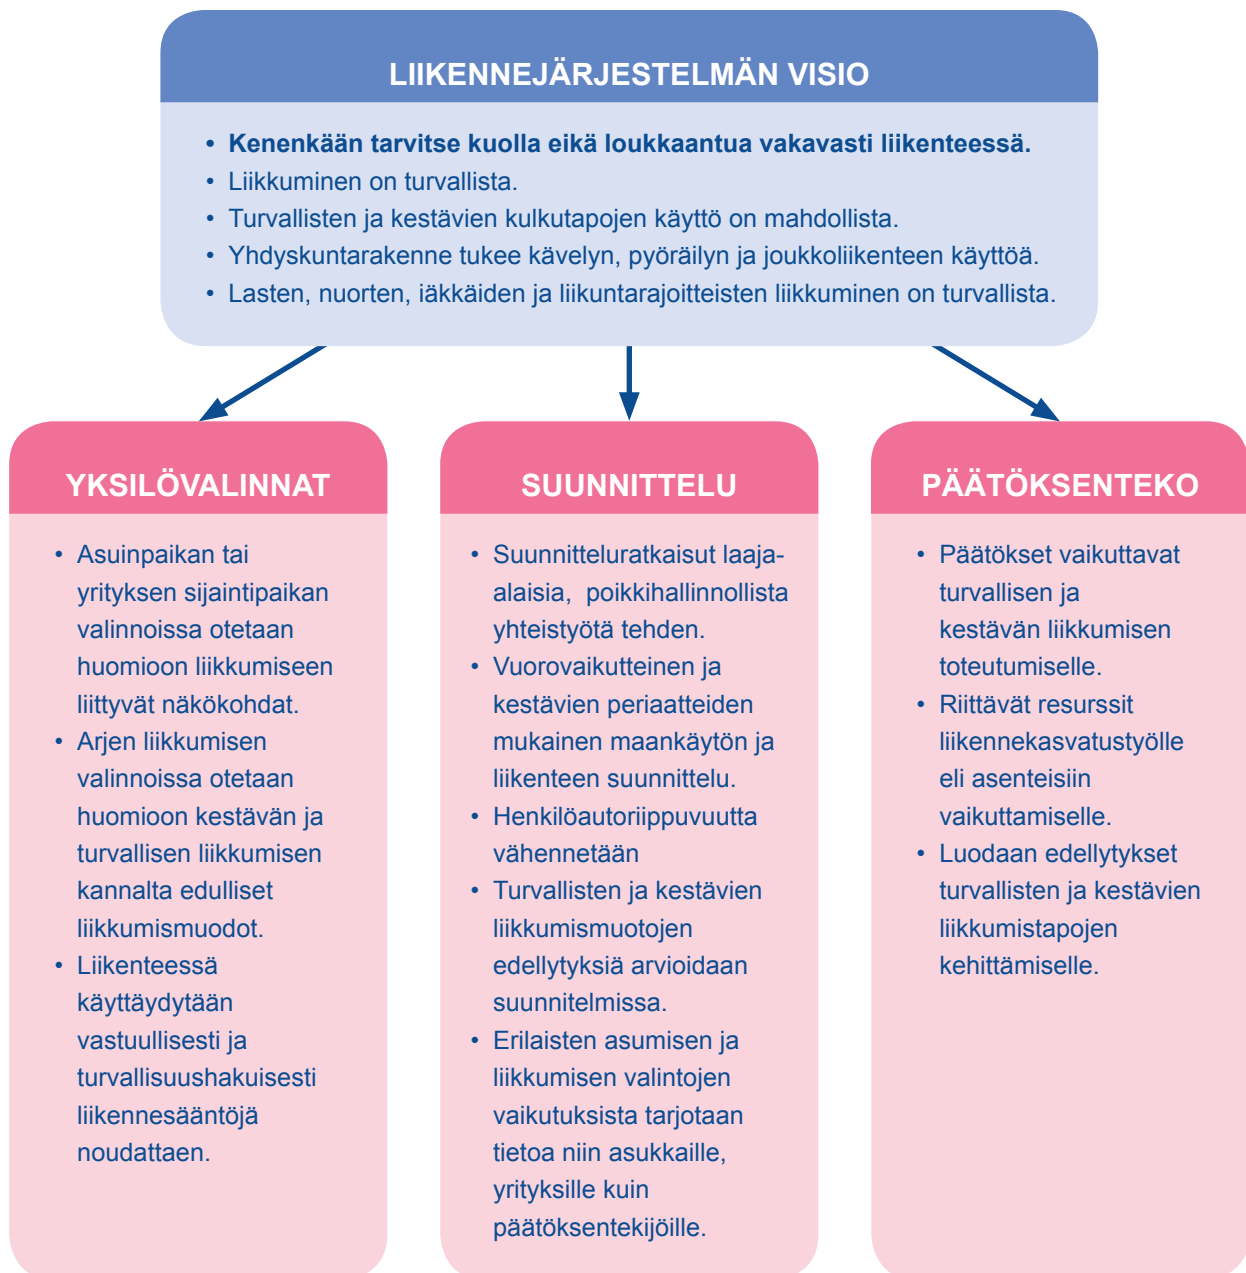 LIIKENNEJÄRJESTELMÄN VISIO
• Kenenkään tarvitse kuolla eikä loukkaantua vakavasti liikenteessä.
• Liikkuminen on turvallista.
• Turvallisten ja kestävien kulkutapojen käyttö on mahdollista.
• Yhdyskuntarakenne tukee kävelyn, pyöräilyn ja joukkoliikenteen käyttöä.
• Lasten, nuorten, iäkkäiden ja liikuntarajoitteisten liikkuminen on turvallista.
YKSILÖVALINNAT
• Asuinpaikan tai
yrityksen sijaintipaikan
valinnoissa otetaan
huomioon liikkumiseen
liittyvät näkökohdat.
• Arjen liikkumisen
valinnoissa otetaan
huomioon kestävän ja
turvallisen liikkumisen
kannalta edulliset
liikkumismuodot.
• Liikenteessä
käyttäydytään
vastuullisesti ja
turvallisuushakuisesti
liikennesääntöjä
noudattaen.
SUUNNITTELU
• Suunnitteluratkaisut laaja-
alaisia, poikkihallinnollista
yhteistyötä tehden.
• Vuorovaikutteinen ja
kestävien periaatteiden
mukainen maankäytön ja
liikenteen suunnittelu.
• Henkilöautoriippuvuutta
vähennetään
• Turvallisten ja kestävien
liikkumismuotojen
edellytyksiä arvioidaan
suunnitelmissa.
• Erilaisten asumisen ja
liikkumisen valintojen
vaikutuksista tarjotaan
tietoa niin asukkaille,
yrityksille kuin
päätöksentekijöille.
PÄÄTÖKSENTEKO
• Päätökset vaikuttavat
turvallisen ja
kestävän liikkumisen
toteutumiselle.
• Riittävät resurssit
liikennekasvatustyölle
eli asenteisiin
vaikuttamiselle.
• Luodaan edellytykset
turvallisten ja kestävien
liikkumistapojen
kehittämiselle.